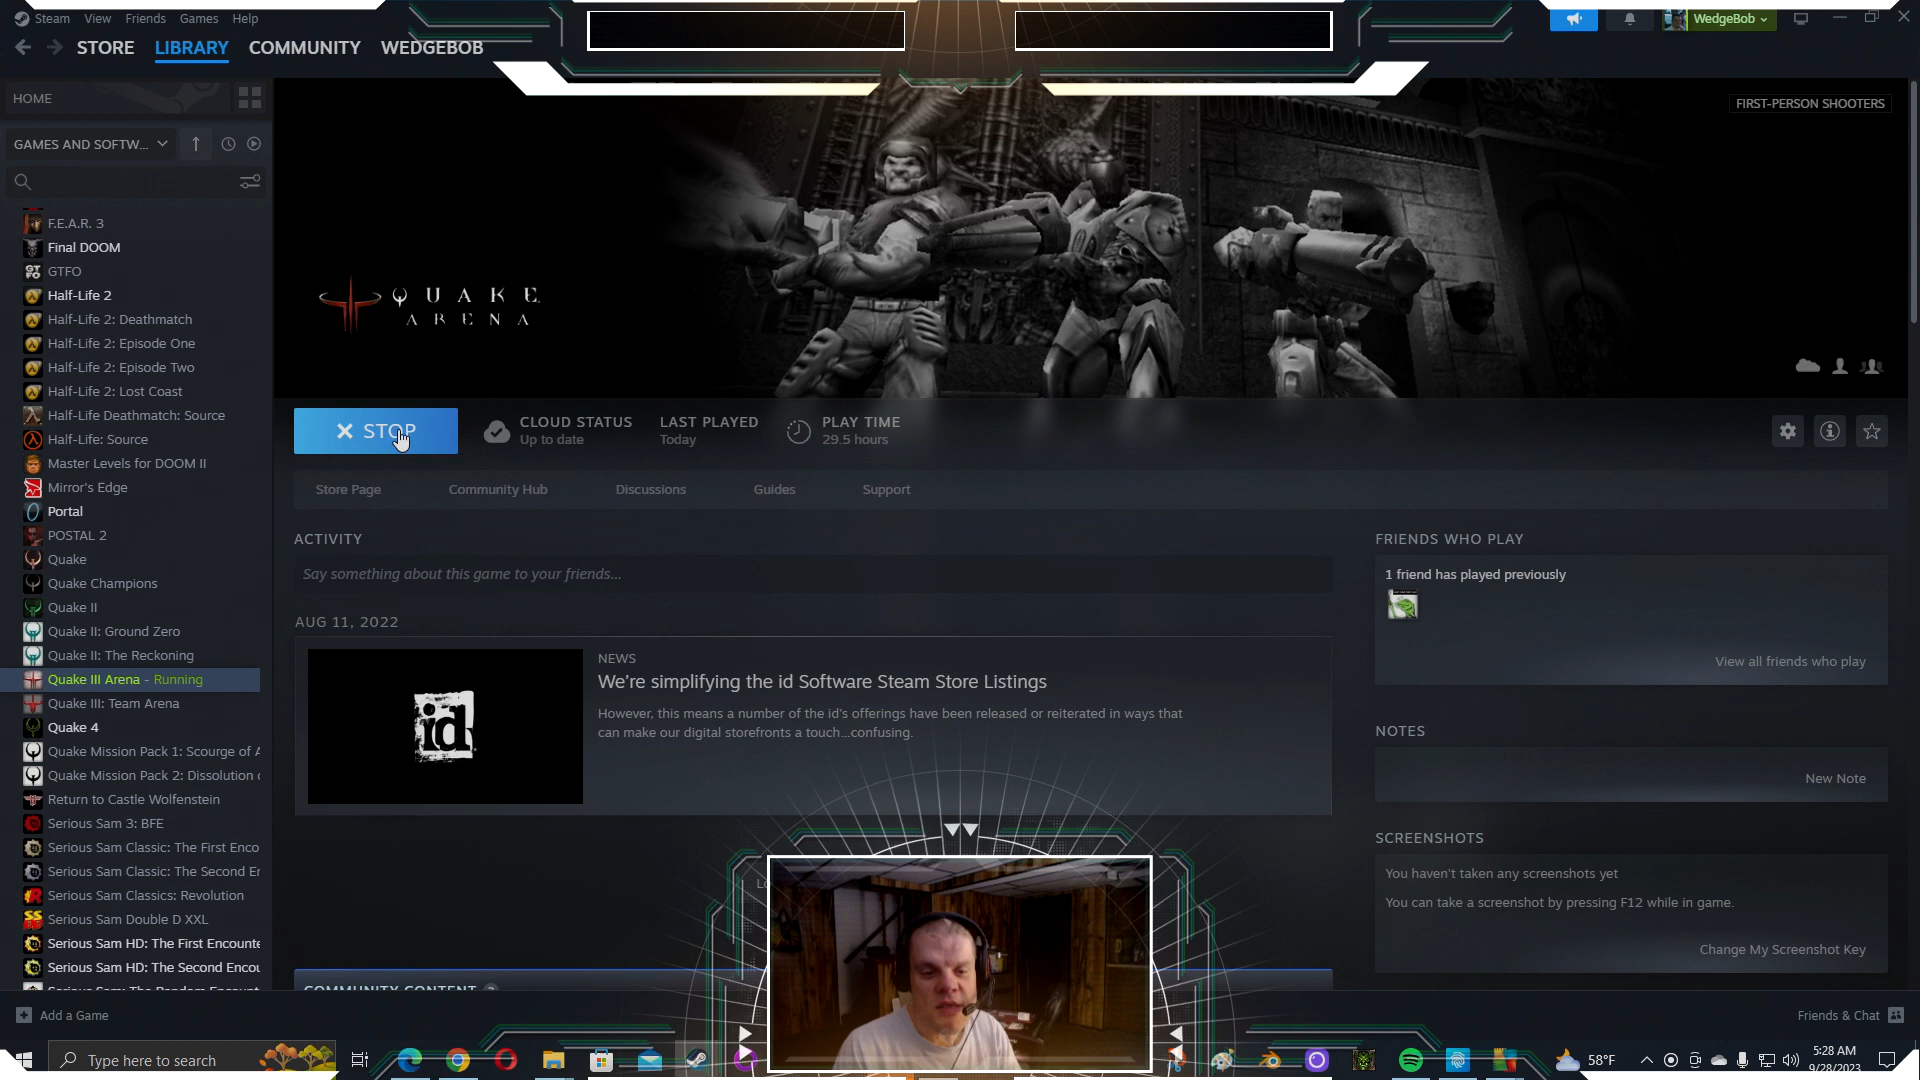 Steam View Friends Games Help
WedgeBob
STORE LIBRARY COMMUNITY WEDGEBOB
HOME
FIRST-PERSON SHOOTERS
GAMES AND SOFTW...
F.E.A.R. 3
Final DOOM
GTFO
Half-Life 2
Half-Life 2: Deathmatch
Half-Life 2: Episode One
Half-Life 2: Episode Two
Half-Life 2: Lost Coast
Half-Life Deathmatch: Source
Half-Life: Source
Master Levels for DOOM II
Mirror's Edge
Portal
POSTAL 2
Quake
Quake Champions
Quake II
Quake II: Ground Zero
Quake II: The Reckoning
Quake III Arena - Running
Quake III: Team Arena
Quake 4
Quake Mission Pack 1: Scourge of A
Quake Mission Pack 2: Dissolution
Return to Castle Wolfenstein
Serious Sam 3: BFE
Serious Sam Classic: The First Enco
Serious Sam Classic: The Second Er
Serious Sam Classics: Revolution
Serious Sam Double D XXL
Serious Sam HD: The First Encounte
Serious Sam HD: The Second Encou
Serious Sam: The Random Encount
Add a Game
QUAKE
ARENA
STOP
CLOUD STATUS
Up to date
LAST PLAYED
Today
PLAY TIME
29.5 hours
Store Page Community Hub Discussions Guides Support
ACTIVITY
Say something about this game to your friends...
AUG 11, 2022
id
NEWS
We're simplifying the id Software Steam Store Listings
However, this means a number of the id's offerings have been released or reiterated in ways that
can make our digital storefronts a touch...confusing.
COMMUNITY CONTENT
FRIENDS WHO PLAY
1 friend has played previously
View all friends who play
NOTES
New Note
SCREENSHOTS
You haven't taken any screenshots yet
You can take a screenshot by pressing F12 while in game.
Change My Screenshot Key
Friends & Chat
Type here to search
58°F
5:28 AM
9/28/2023